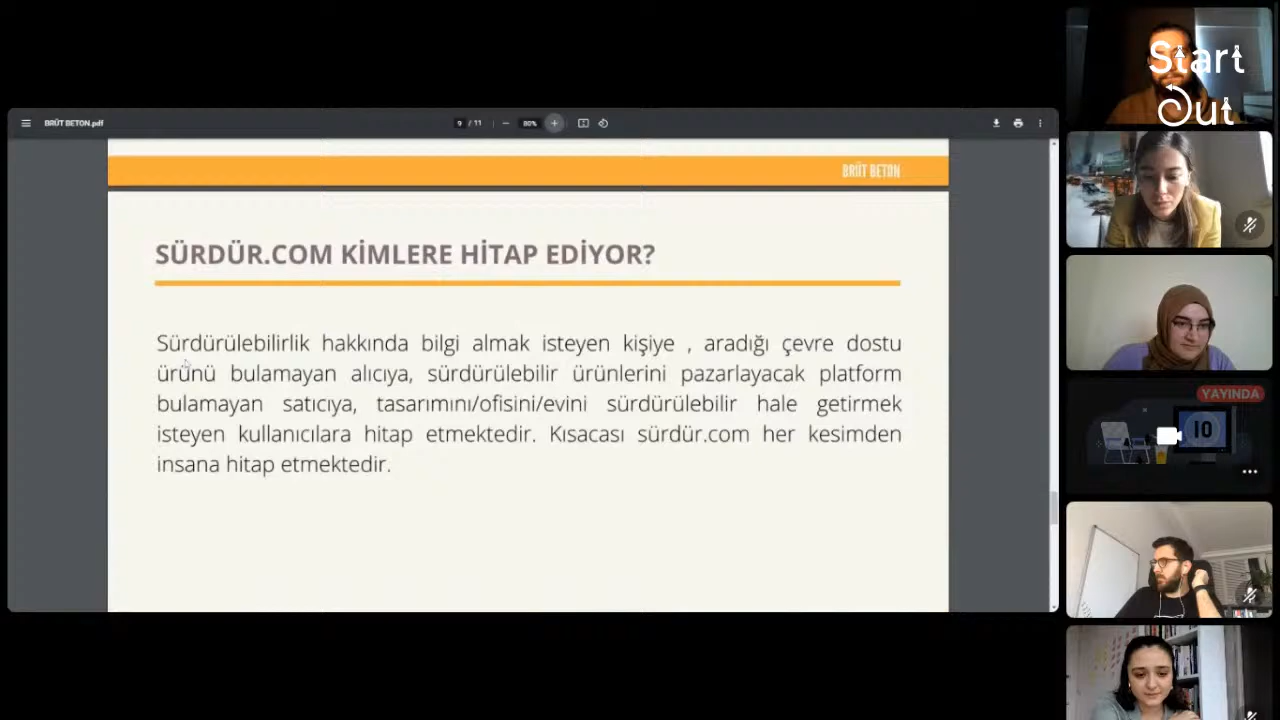 Start
Out
BRÜT BETON.pdf
9 / 11
80%
BRÜT BETON
SÜRDÜR.COM KİMLERE HİTAP EDİYOR?
Sürdürülebilirlik hakkında bilgi almak isteyen kişiye , aradığı çevre dostu
ürünü bulamayan alıcıya, sürdürülebilir ürünlerini pazarlayacak platform
bulamayan satıcıya, tasarımını/ofisini/evini sürdürülebilir hale getirmek
isteyen kullanıcılara hitap etmektedir. Kısacası sürdür.com her kesimden
insana hitap etmektedir.
YAYINDA
10